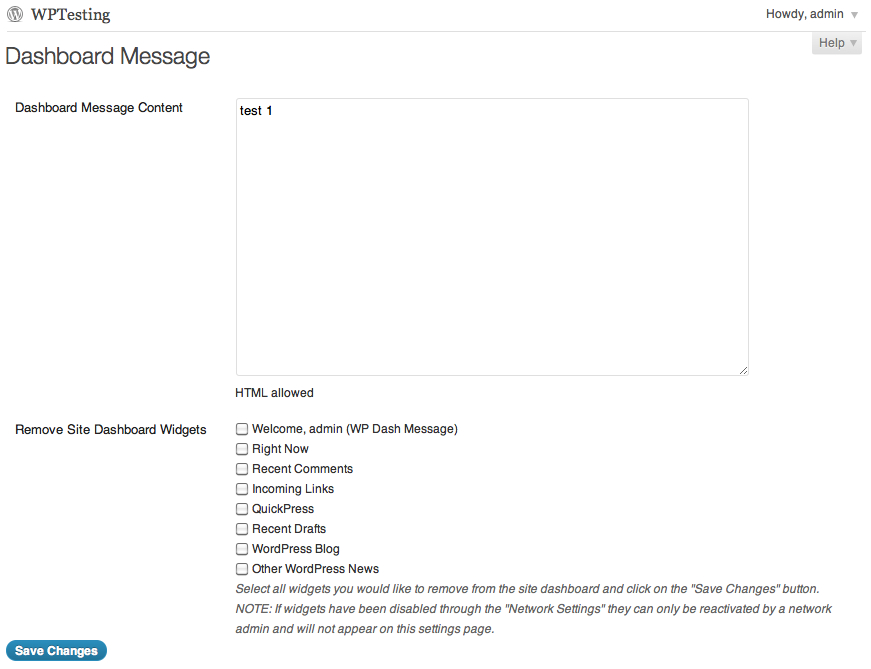 WPTesting
Howdy, admin
Help
Dashboard Message
Dashboard Message Content
test 1
HTML allowed
Remove Site Dashboard Widgets
Welcome, admin (WP Dash Message)
Right Now
Recent Comments
Incoming Links
QuickPress
Recent Drafts
WordPress Blog
Other WordPress News
Select all widgets you would like to remove from the site dashboard and click on the "Save Changes" button.
NOTE: If widgets have been disabled through the "Network Settings" they can only be reactivated by a network
admin and will not appear on this settings page.
Save Changes